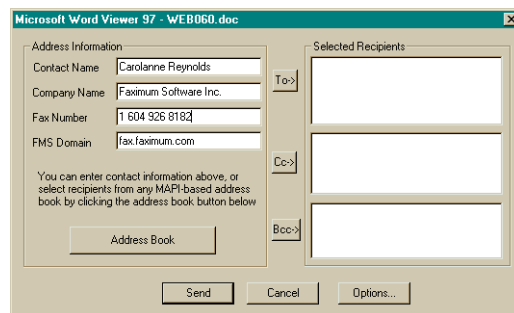 Microsoft Word Viewer 97 - WEB060.doc
Address Information
Contact Name Carolanne Reynolds
Company Name Faximum Software Inc.
Fax Number 1 604 926 8182
FMS Domain fax.faximum.com
You can enter contact information above, or
select recipients from any MAPI-based address
book by clicking the address book button below
Address Book
To->
Cc->
Bcc->
Selected Recipients
Send Cancel Options...